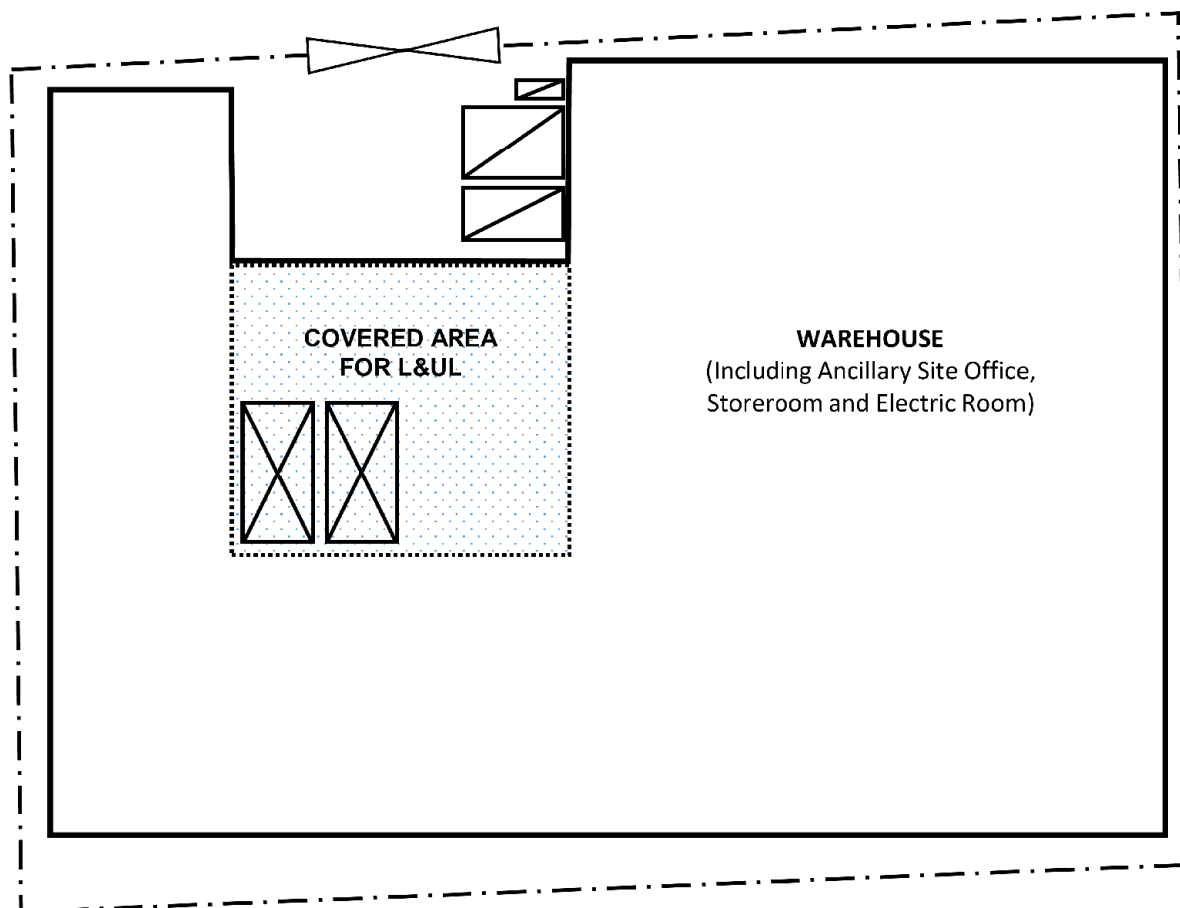 COVERED AREA
FOR L&UL
WAREHOUSE
(Including Ancillary Site Office,
Storeroom and Electric Room)